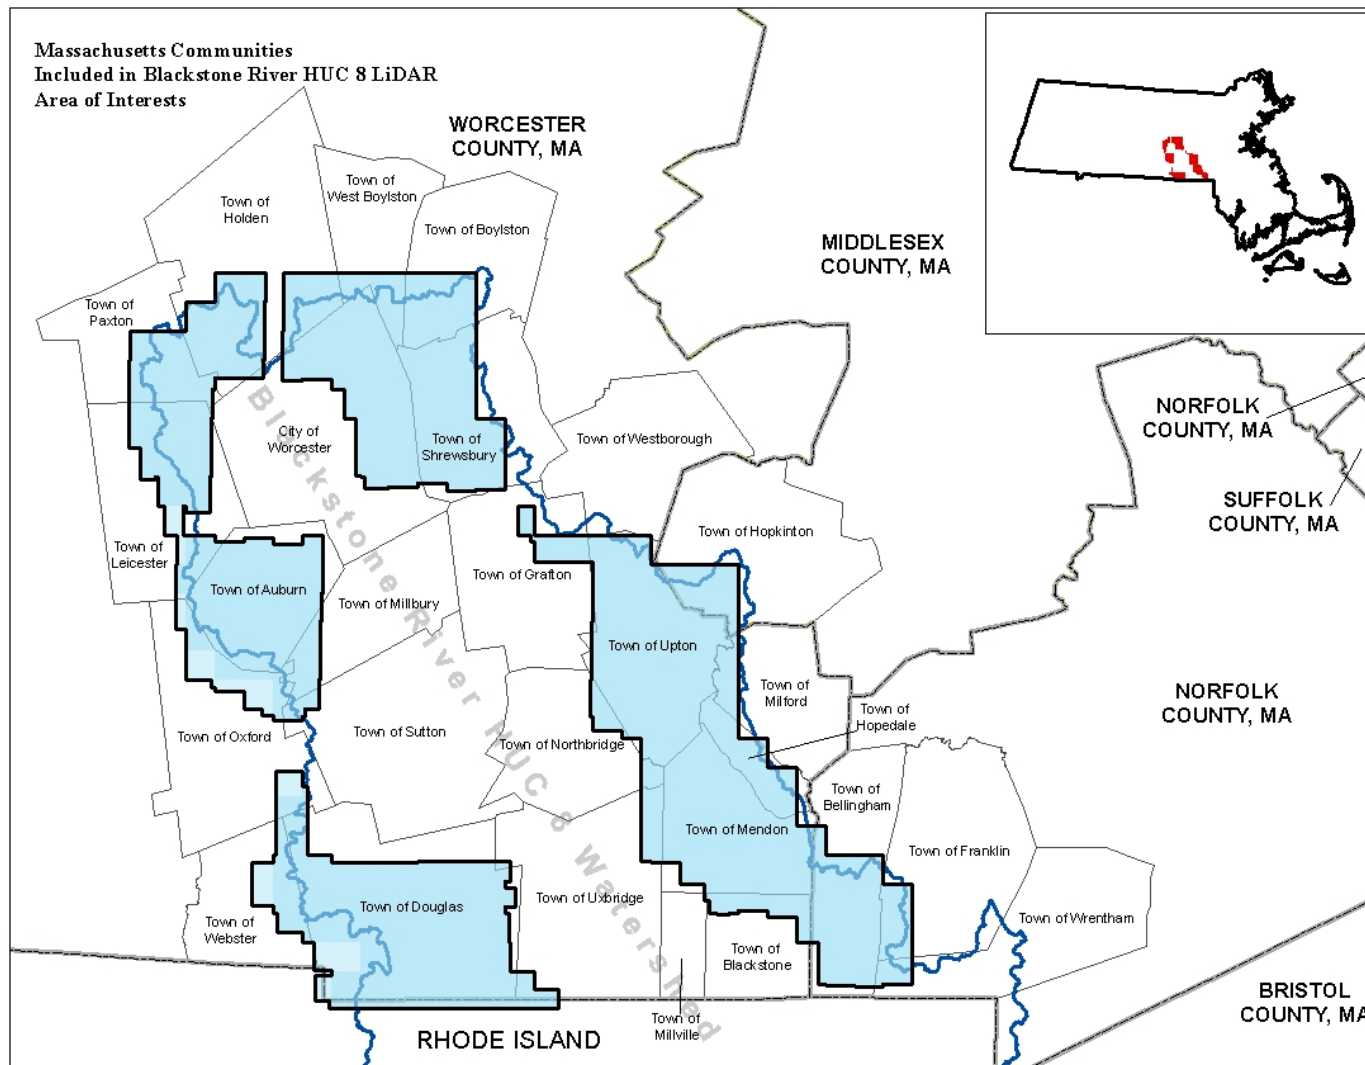 Massachusetts Communities
Included in Blackstone River HUC 8 LiDAR
Area of Interests
WORCESTER
COUNTY, MA
Town of
West Boylston
Town of
Holden
Town of Boylston
MIDDLESEX
COUNTY, MA
Town of
Paxton
NORFOLK
COUNTY, MA
City of
Worcester
Town of
Shrewsbury
Town of Westborough
SUFFOLK
COUNTY, MA
Town of
Leicester
Town of Hopkinton
Town of Auburn
Town of Millbury
Town of Grafton
Town of Upton
Town of
Milford
Town of
Hopedale
NORFOLK
COUNTY, MA
Town of Oxford
Town of Sutton
Town of Northbridge
Town of
Bellingham
Town of Mendon
Town of Franklin
Town of Douglas
Town of Uxbridge
Town of
Webster
Town of Wrentham
Town of
Blackstone
BRISTOL
COUNTY, MA
Town of
Millville
RHODE ISLAND
Blackstone River HUC 8 Watershed